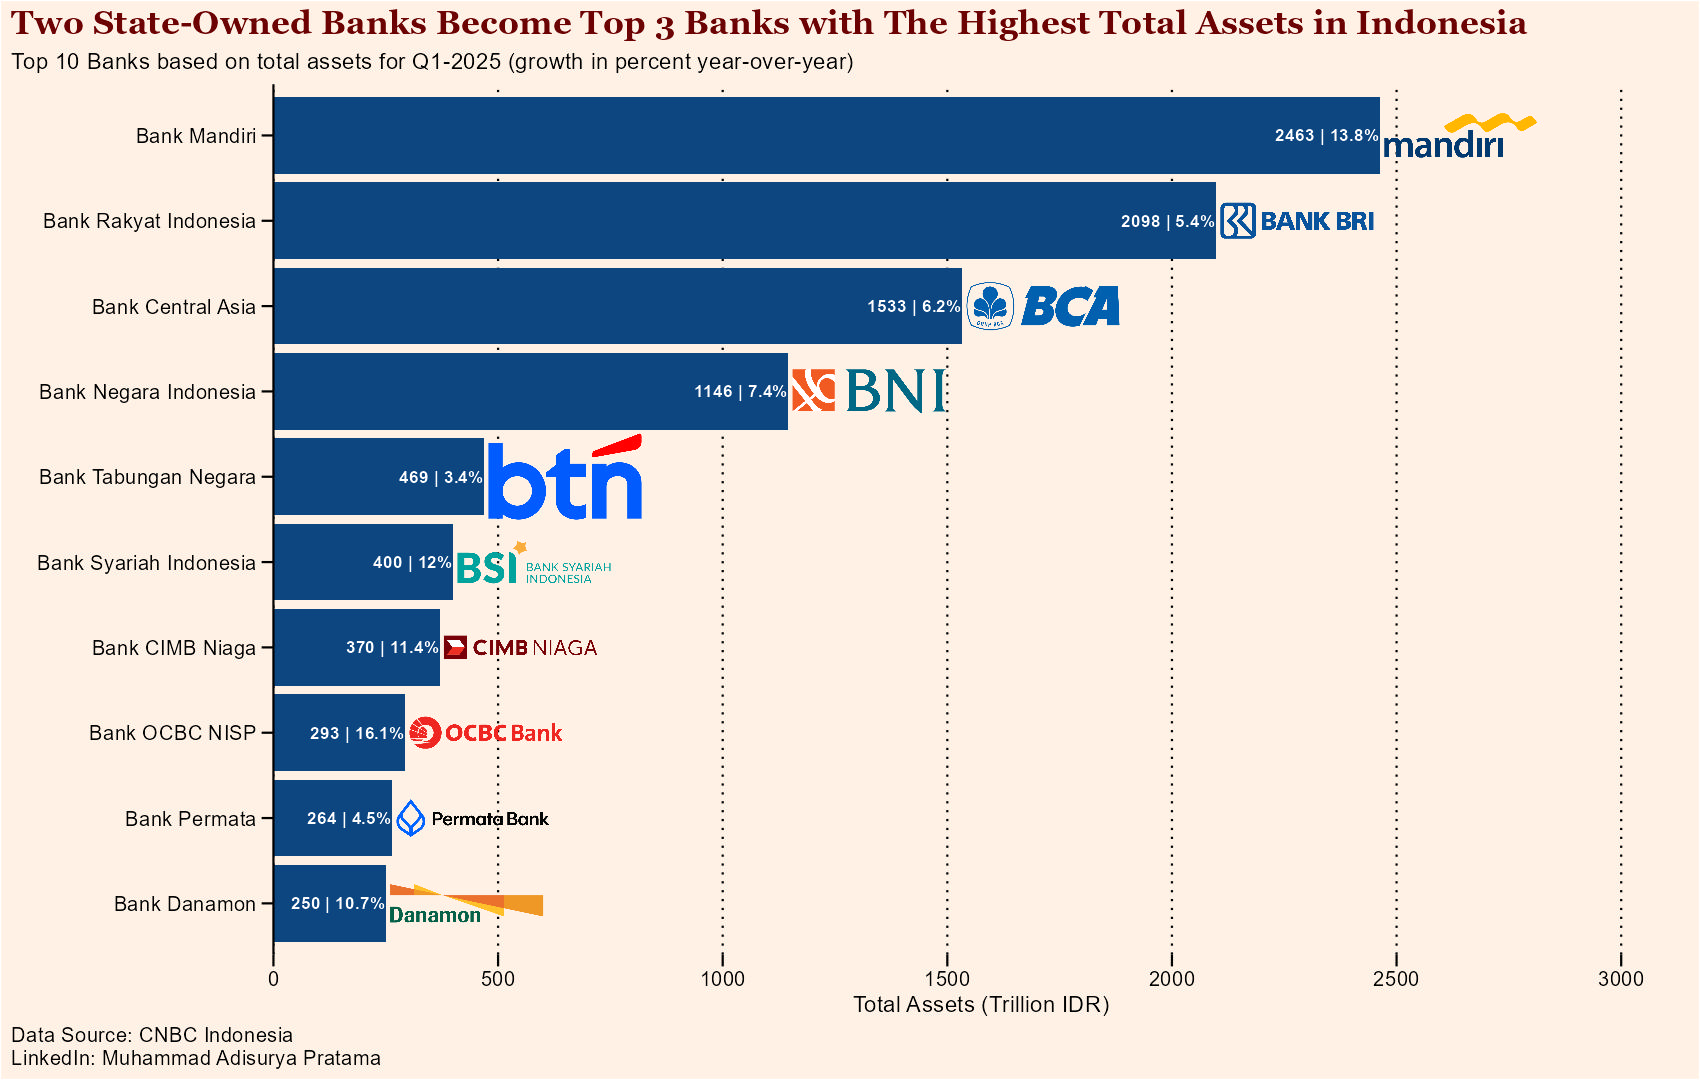 Two State-Owned Banks Become Top 3 Banks with The Highest Total Assets in Indonesia
Top 10 Banks based on total assets for Q1-2025 (growth in percent year-over-year)
Bank Mandiri
2463 | 13.8%
mandiri
Bank Rakyat Indonesia
2098 | 5.4%
BANK BRI
Bank Central Asia
1533 | 6.2%
BCA
Bank Negara Indonesia
1146 | 7.4%
BNI
Bank Tabungan Negara
469 | 3.4%
btn
Bank Syariah Indonesia
400 | 12%
BSI
BANK SYARIAH
INDONESIA
Bank CIMB Niaga
370 | 11.4%
CIMB NIAGA
Bank OCBC NISP
293 | 16.1%
OCBC Bank
Bank Permata
264 | 4.5%
Permata Bank
Bank Danamon
250 | 10.7%
Danamon
0 500 1000 1500 2000 2500 3000
Total Assets (Trillion IDR)
Data Source: CNBC Indonesia
LinkedIn: Muhammad Adisurya Pratama